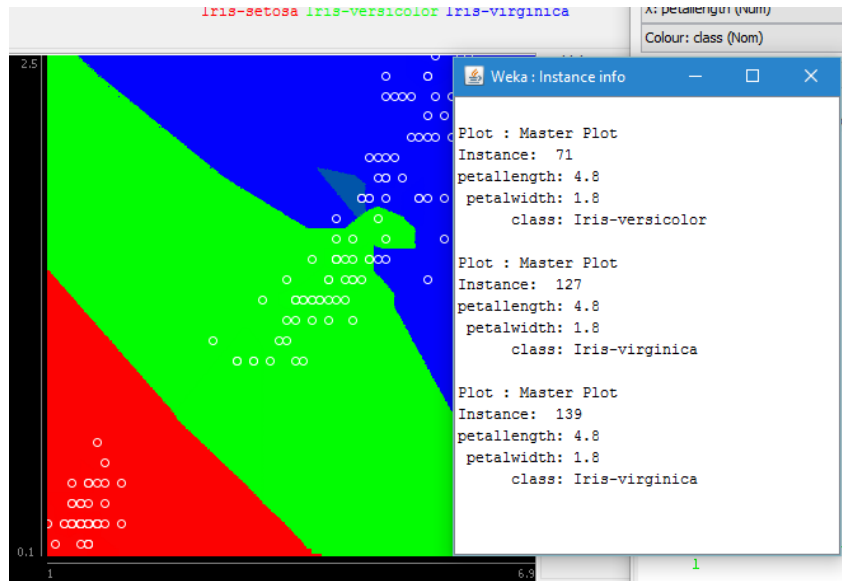 Iris-setosa Iris-versicolor Iris-virginica
X: petallength (Num)
Colour: class (Nom)
2.5
0.1
1
6.9
Weka : Instance info
Plot : Master Plot
Instance: 71
petallength: 4.8
petalwidth: 1.8
class: Iris-versicolor
Plot : Master Plot
Instance: 127
petallength: 4.8
petalwidth: 1.8
class: Iris-virginica
Plot : Master Plot
Instance: 139
petallength: 4.8
petalwidth: 1.8
class: Iris-virginica
1